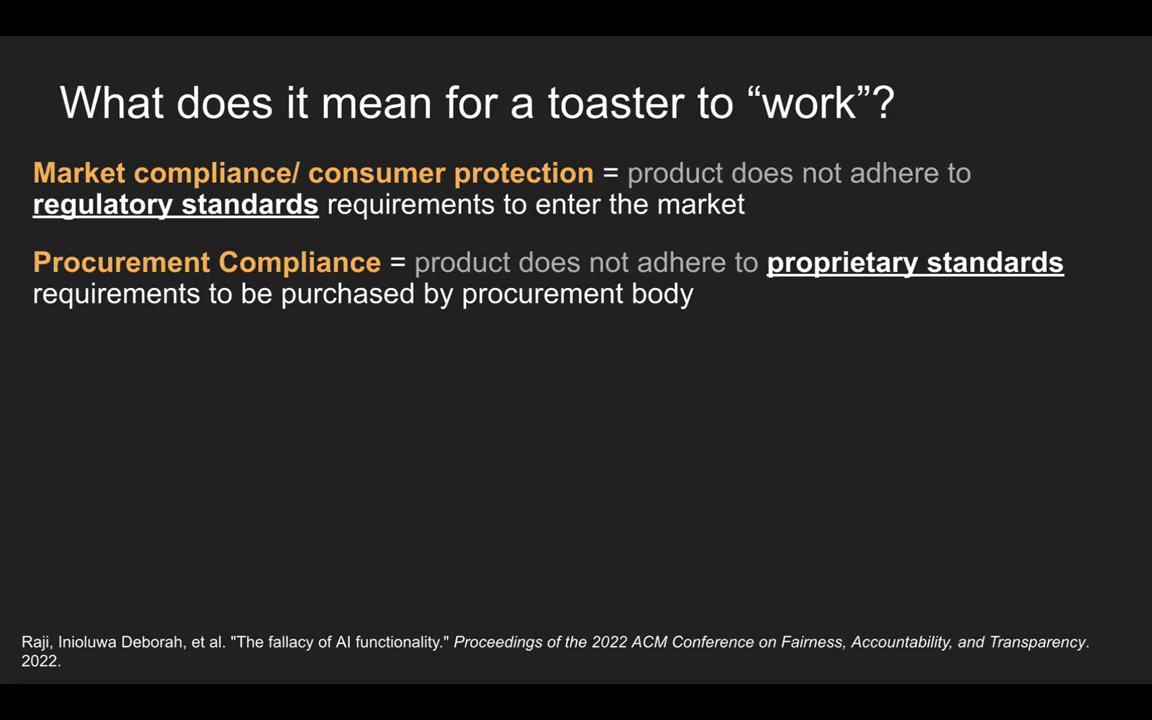 What does it mean for a toaster to “work”?
Market compliance/ consumer protection = product does not adhere to
regulatory standards requirements to enter the market
Procurement Compliance = product does not adhere to proprietary standards
requirements to be purchased by procurement body
Raji, Inioluwa Deborah, et al. "The fallacy of AI functionality." Proceedings of the 2022 ACM Conference on Fairness, Accountability, and Transparency.
2022.